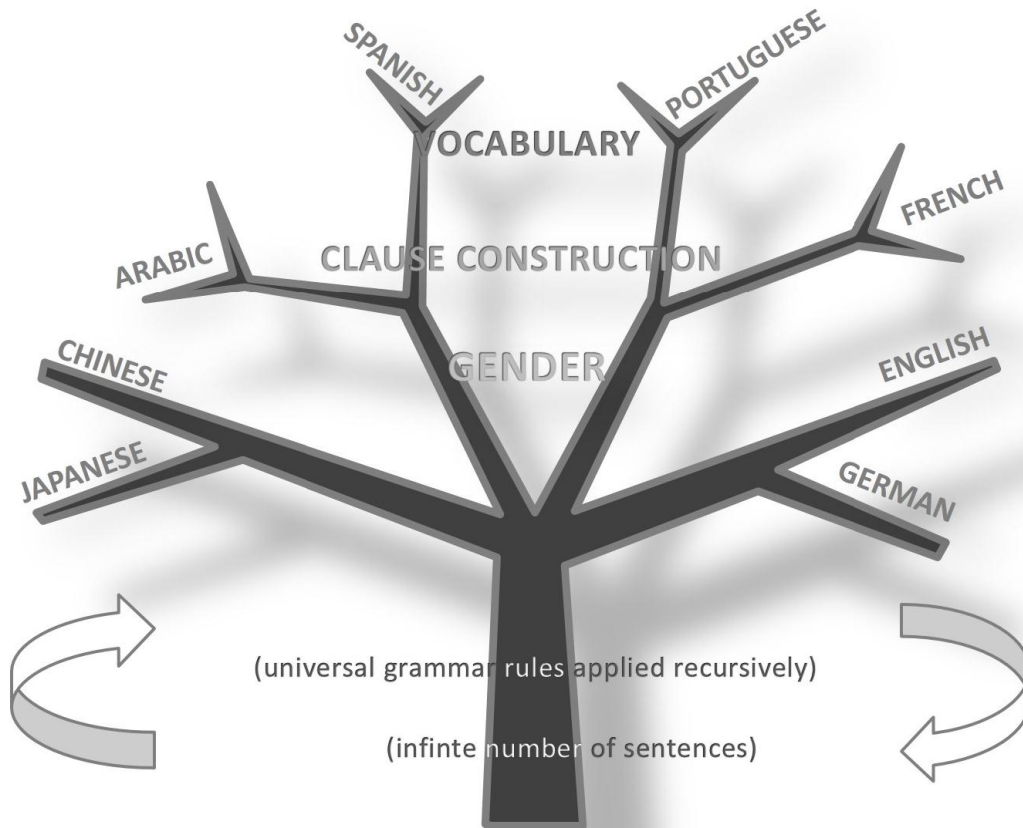 SPANISH
PORTUGUESE
VOCABULARY
FRENCH
ARABIC
CLAUSE CONSTRUCTION
CHINESE
GENDER
ENGLISH
JAPANESE
GERMAN
(universal grammar rules applied recursively)
(infinte number of sentences)